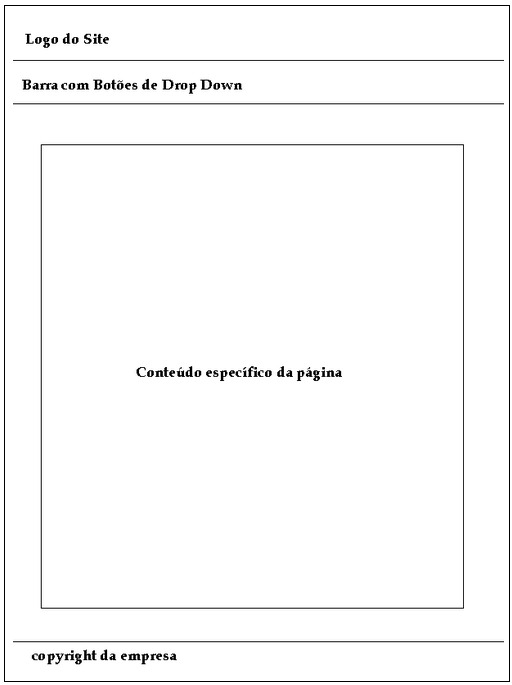 Logo do Site
Barra com Botões de Drop Down
Conteúdo específico da página
copyright da empresa